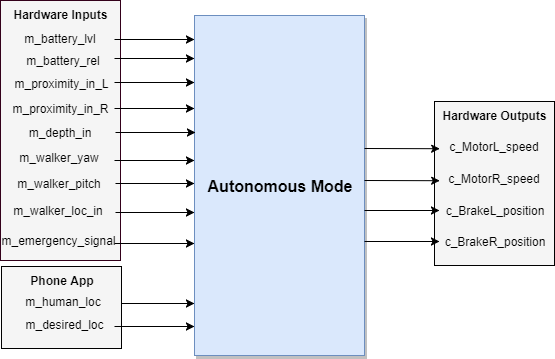 Hardware Inputs
m_battery_lvl
m_battery_rel
m_proximity_in_L
m_proximity_in_R
m_depth_in
m_walker_yaw
m_walker_pitch
m_walker_loc_in
m_emergency_signal
Phone App
m_human_loc
m_desired_loc
Autonomous Mode
Hardware Outputs
c_MotorL_speed
c_MotorR_speed
c_BrakeL_position
c_BrakeR_position